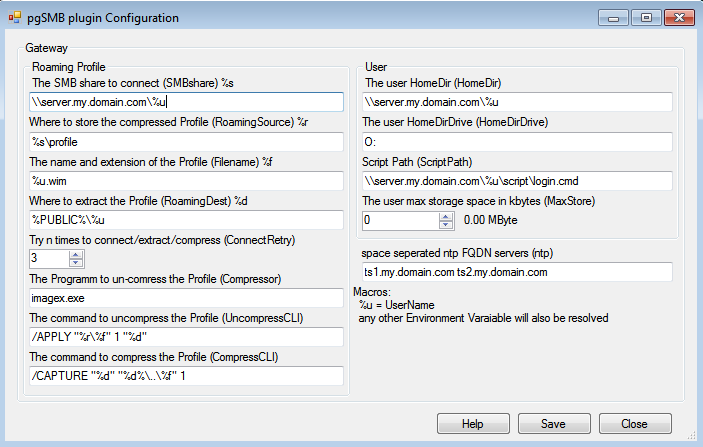 pgSMB plugin Configuration
Gateway
Roaming Profile
The SMB share to connect (SMBshare) %s
\\server.my.domain.com\%u
Where to store the compressed Profile (RoamingSource) %r
%s\profile
The name and extension of the Profile (Filename) %f
%u.wim
Where to extract the Profile (RoamingDest) %d
%PUBLIC%\%u
Try n times to connect/extract/compress (ConnectRetry)
3
The Programm to un-comress the Profile (Compressor)
imagex.exe
The command to uncompress the Profile (UncompressCLI)
/APPLY "%r\%f" 1 "%d"
The command to compress the Profile (CompressCLI)
/CAPTURE "%d" "%d%\..\%f" 1
User
The user HomeDir (HomeDir)
\\server.my.domain.com\%u
The user HomeDirDrive (HomeDirDrive)
O:
Script Path (ScriptPath)
\\server.my.domain.com\%u\script\login.cmd
The user max storage space in kbytes (MaxStore)
0 0.00 MByte
space seperated ntp FQDN servers (ntp)
ts1.my.domain.com ts2.my.domain.com
Macros:
%u = UserName
any other Environment Varaiable will also be resolved
Help Save Close